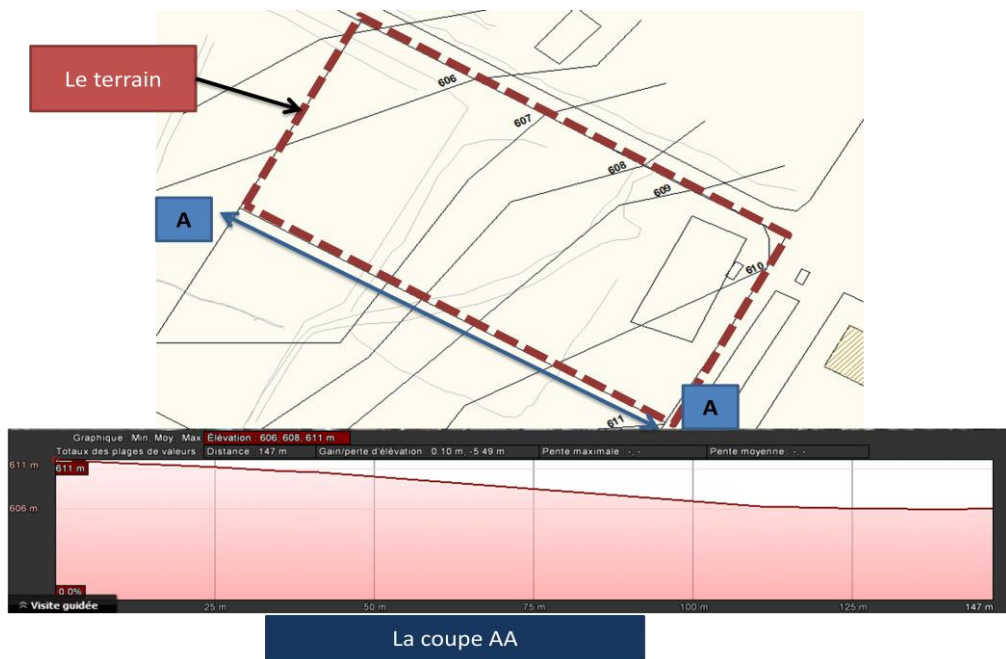 Le terrain
606
607
608
609
A
610
A
611
Graphique : Min, Moy , Max Élévation : 606, 608, 611 m
Totaux des plages de valeurs Distance : 147 m Gain/perte d'élévation : 0.10 m, -5.49 m Pente maximale : -, - Pente moyenne : -, -
611 m
611 m
606 m
0.0%
Visite guidée
25 m 50 m 75 m 100 m 125 m 147 m
La coupe AA